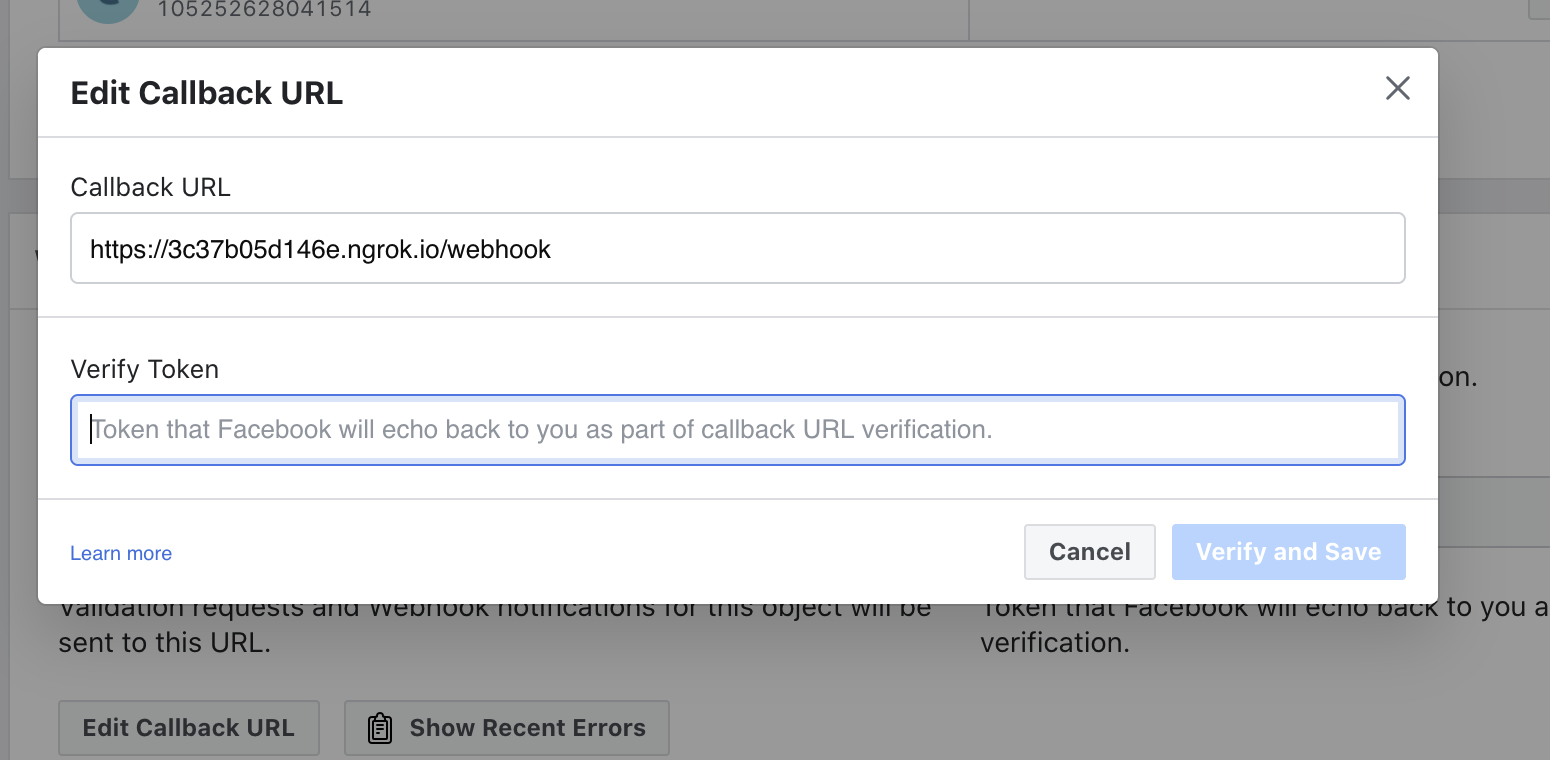 105252628041514
Edit Callback URL
Callback URL
https://3c37b05d146e.ngrok.io/webhook
Verify Token
on.
Token that Facebook will echo back to you as part of callback URL verification.
Learn more
Cancel
Verify and Save
Validation requests and Webhook notifications for this object will be
sent to this URL.
Token that Facebook will echo back to you a
verification.
Edit Callback URL
Show Recent Errors